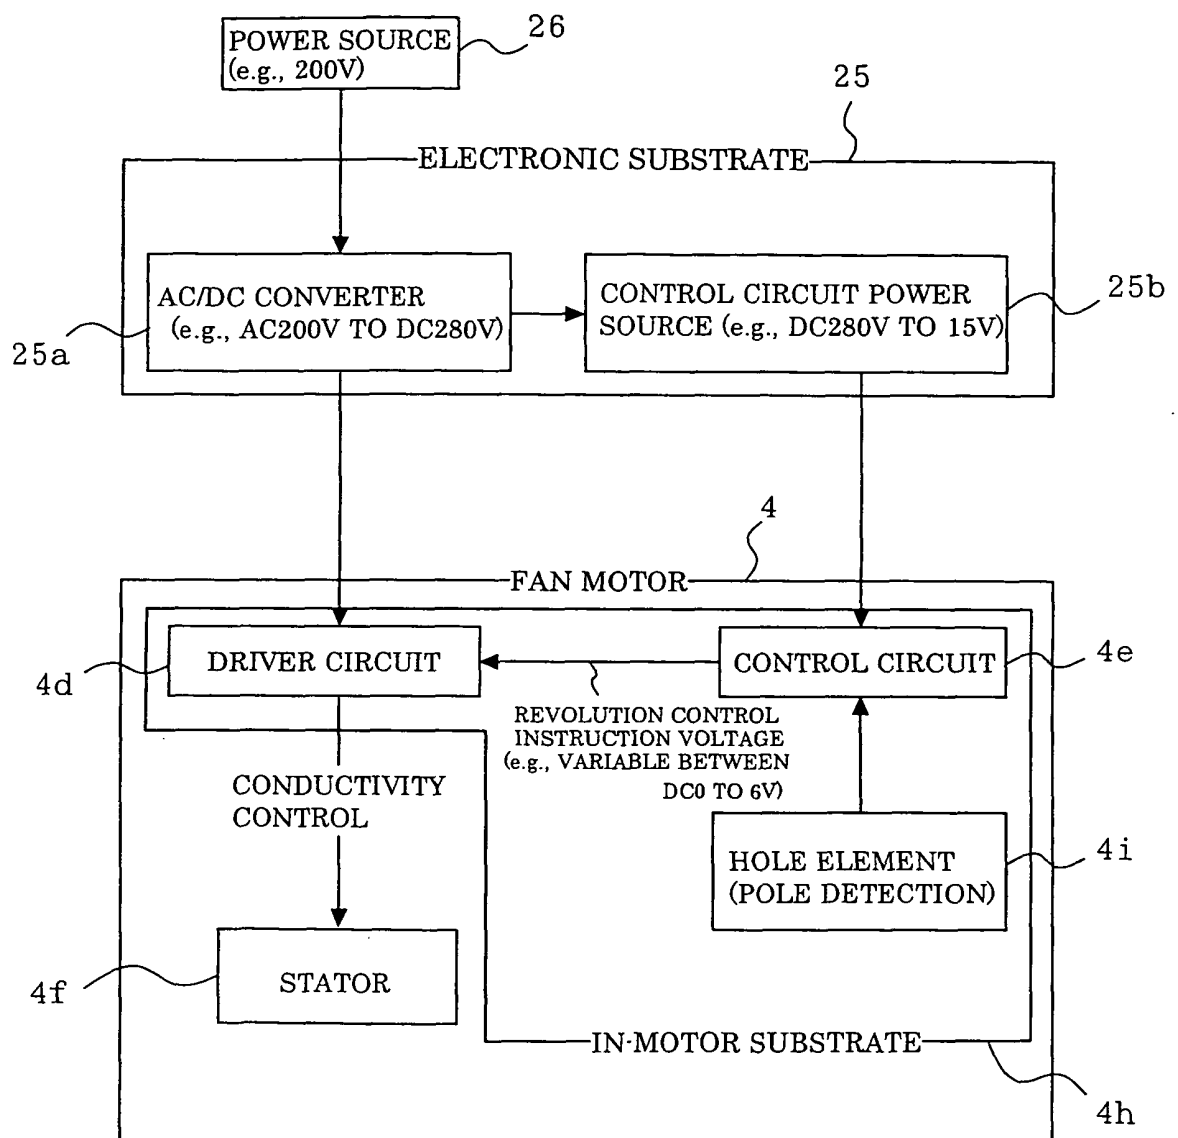 26
POWER SOURCE
(e.g., 200V)
25
ELECTRONIC SUBSTRATE
AC/DC CONVERTER
(e.g., AC200V TO DC280V)
25a
CONTROL CIRCUIT POWER
SOURCE (e.g., DC280V TO 15V)
25b
4
FAN MOTOR
DRIVER CIRCUIT
4d
CONTROL CIRCUIT
4e
REVOLUTION CONTROL
INSTRUCTION VOLTAGE
(e.g., VARIABLE BETWEEN
DC0 TO 6V)
CONDUCTIVITY
CONTROL
HOLE ELEMENT
(POLE DETECTION)
4i
STATOR
4f
IN-MOTOR SUBSTRATE
4h